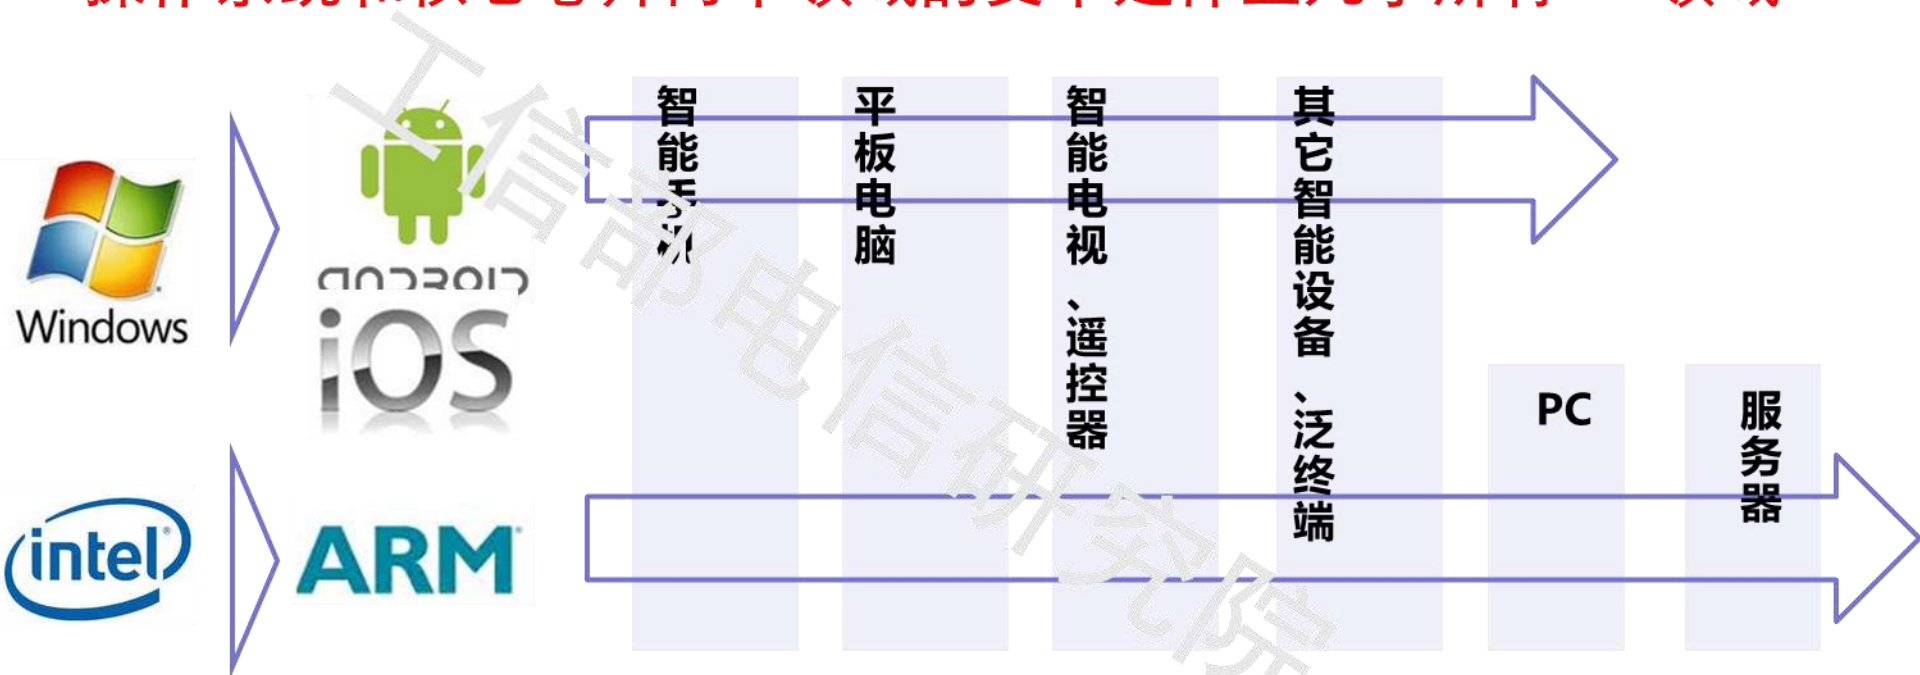 智能手机
平板电脑
智能电视、遥控器
其它智能设备、泛终端
PC
服务器
Windows
ANDROID
iOS
intel
ARM
工信部电信研究院